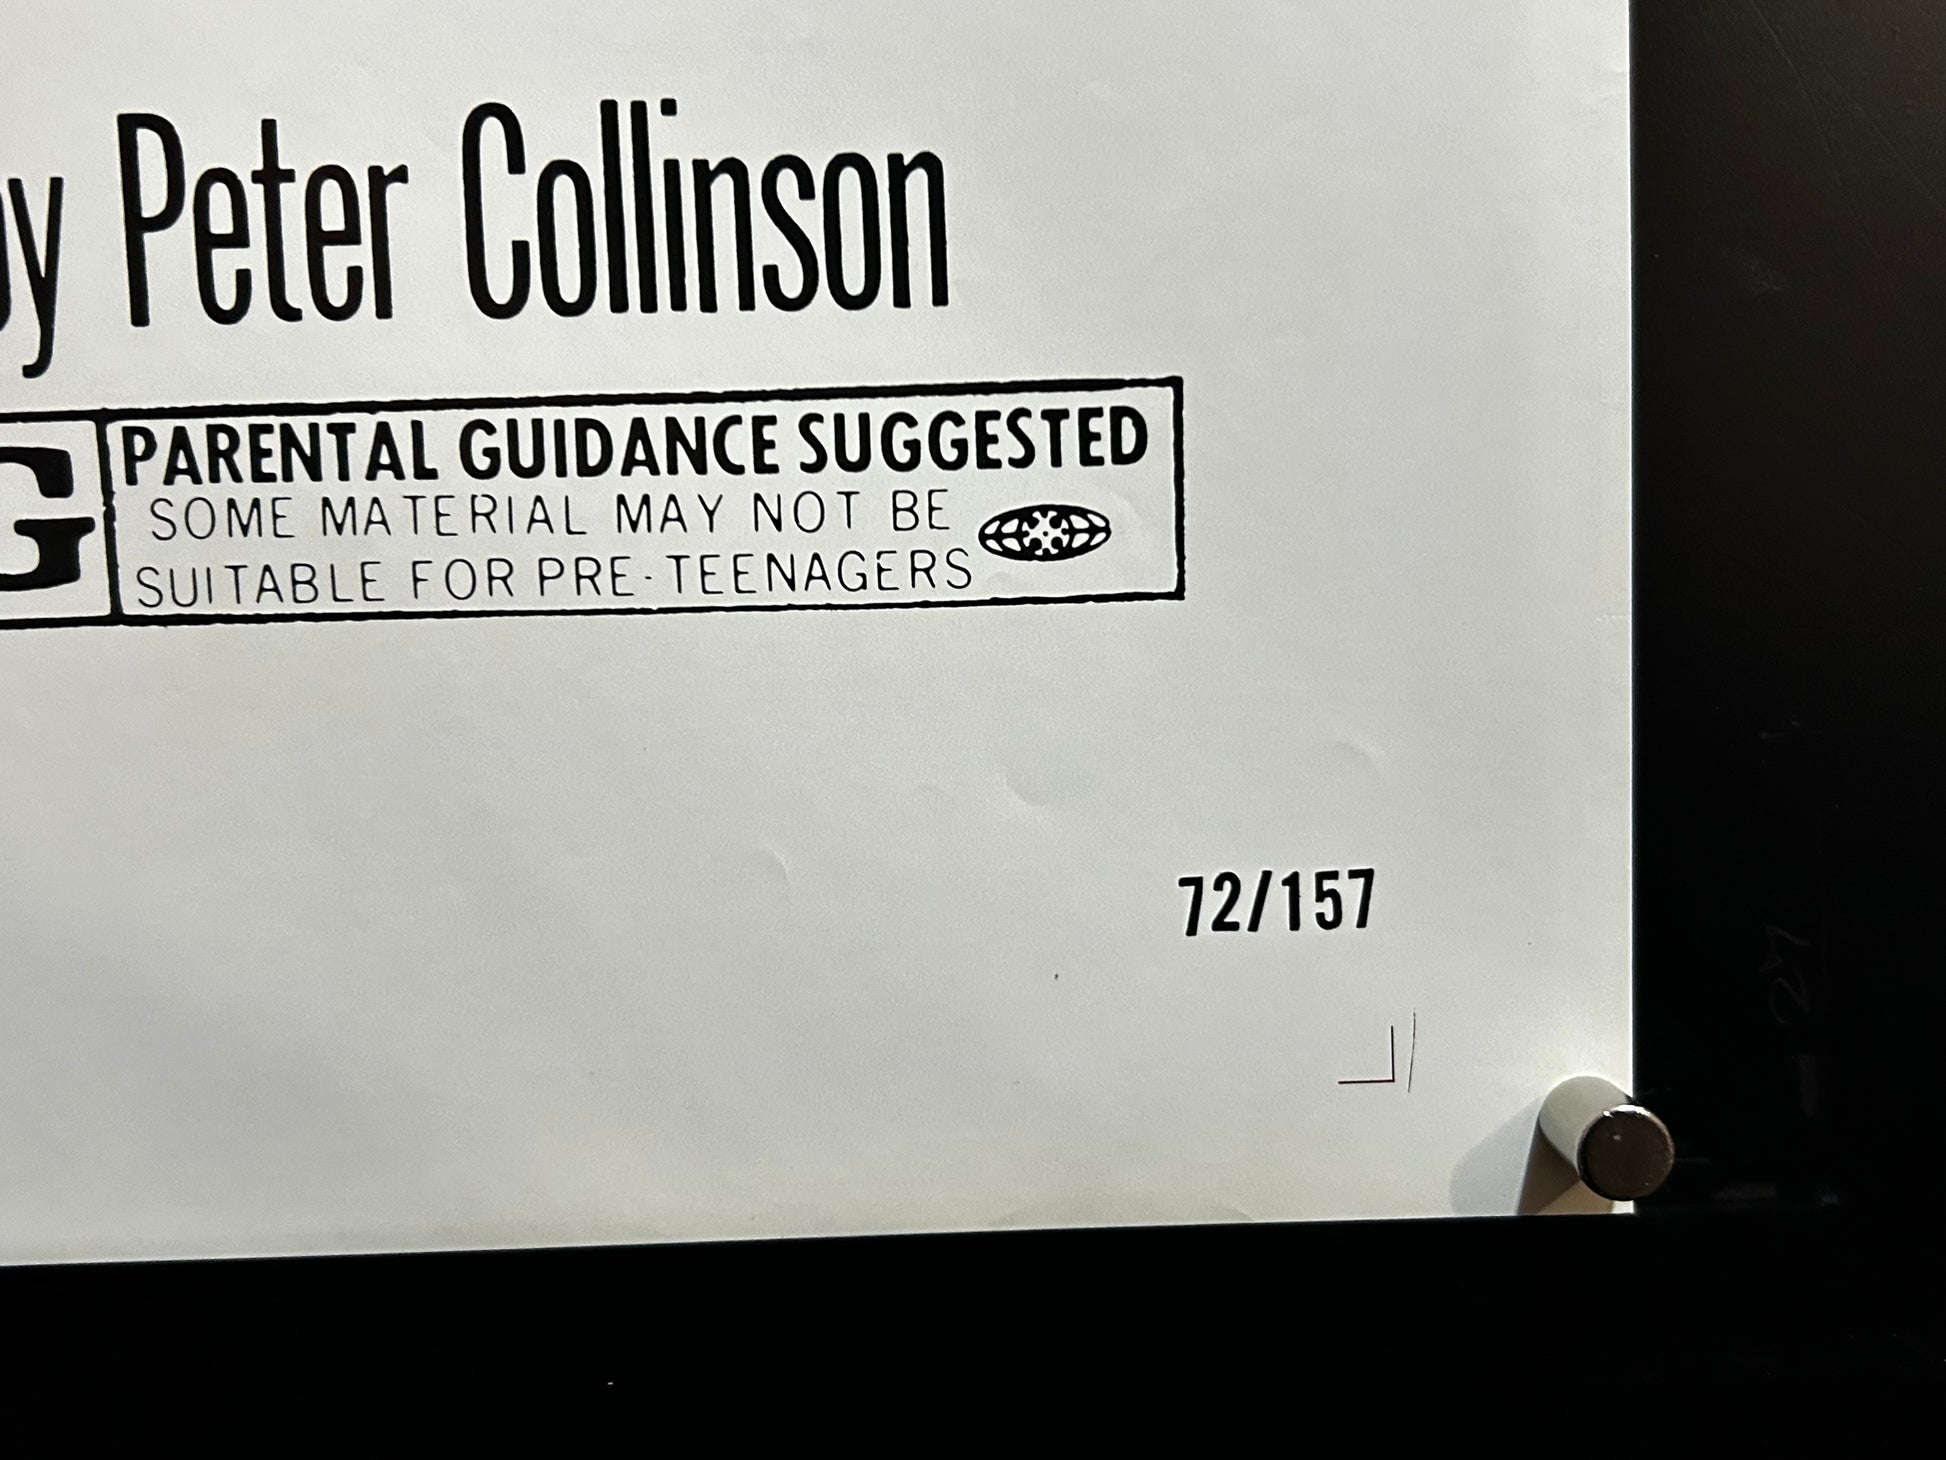 by Peter Collinson
G PARENTAL GUIDANCE SUGGESTED
SOME MATERIAL MAY NOT BE
SUITABLE FOR PRE-TEENAGERS
72/157